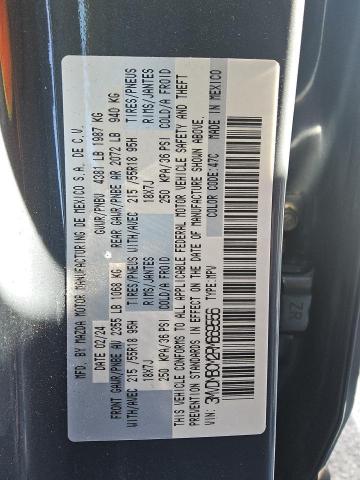 MFD. BY MAZDA MOTOR MANUFACTURING DE MEXICO S.A. DE C.V.
DATE: 02/24 GVWR/PNBV 4381 LB 1987 KG
FRONT GAWR/PNBE AV 2355 LB 1068 KG REAR GAWR/PNBE AR 2072 LB 940 KG
WITH/AVEC 215 /55R18 95H TIRES/PNEUS WITH/AVEC 215 /55R18 95H TIRES/PNEUS
18X7J RIMS/JANTES 18X7J RIMS/JANTES
250 KPA/36 PSI COLD/A FROID 250 KPA/36 PSI COLD/A FROID
THIS VEHICLE CONFORMS TO ALL APPLICABLE FEDERAL MOTOR VEHICLE SAFETY AND THEFT
PREVENTION STANDARDS IN EFFECT ON THE DATE OF MANUFACTURE SHOWN ABOVE.
TYPE:MPV COLOR CODE:47C MADE IN MEXICO
ZR